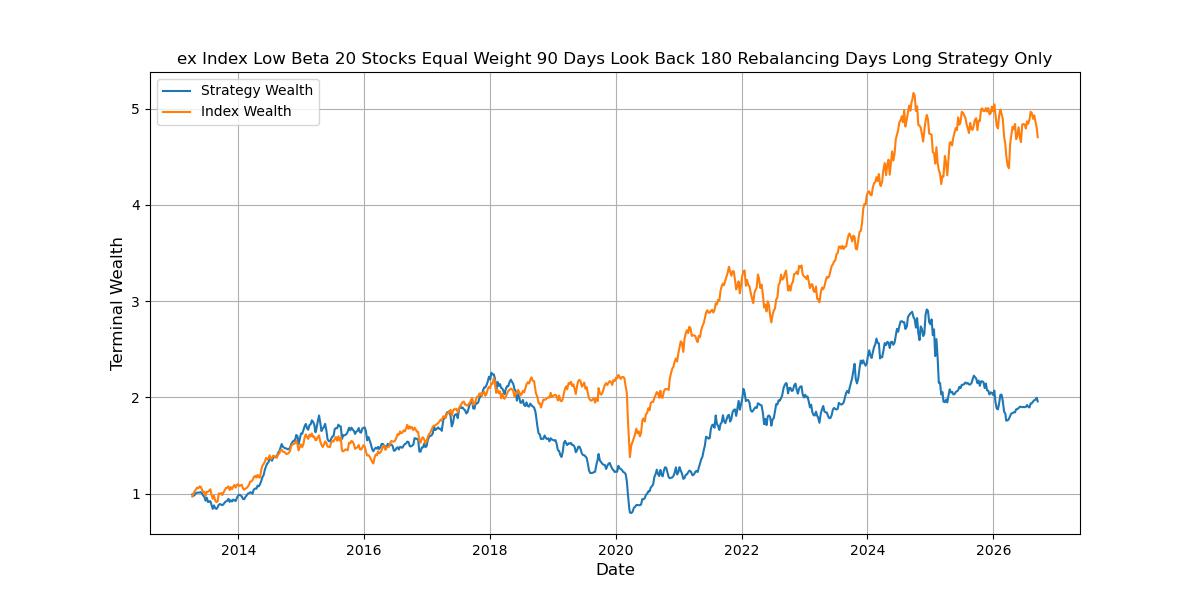 ex Index Low Beta 20 Stocks Equal Weight 90 Days Look Back 180 Rebalancing Days Long Strategy Only
Strategy Wealth
Index Wealth
Terminal Wealth
5
4
3
2
1
2014 2016 2018 2020 2022 2024 2026
Date